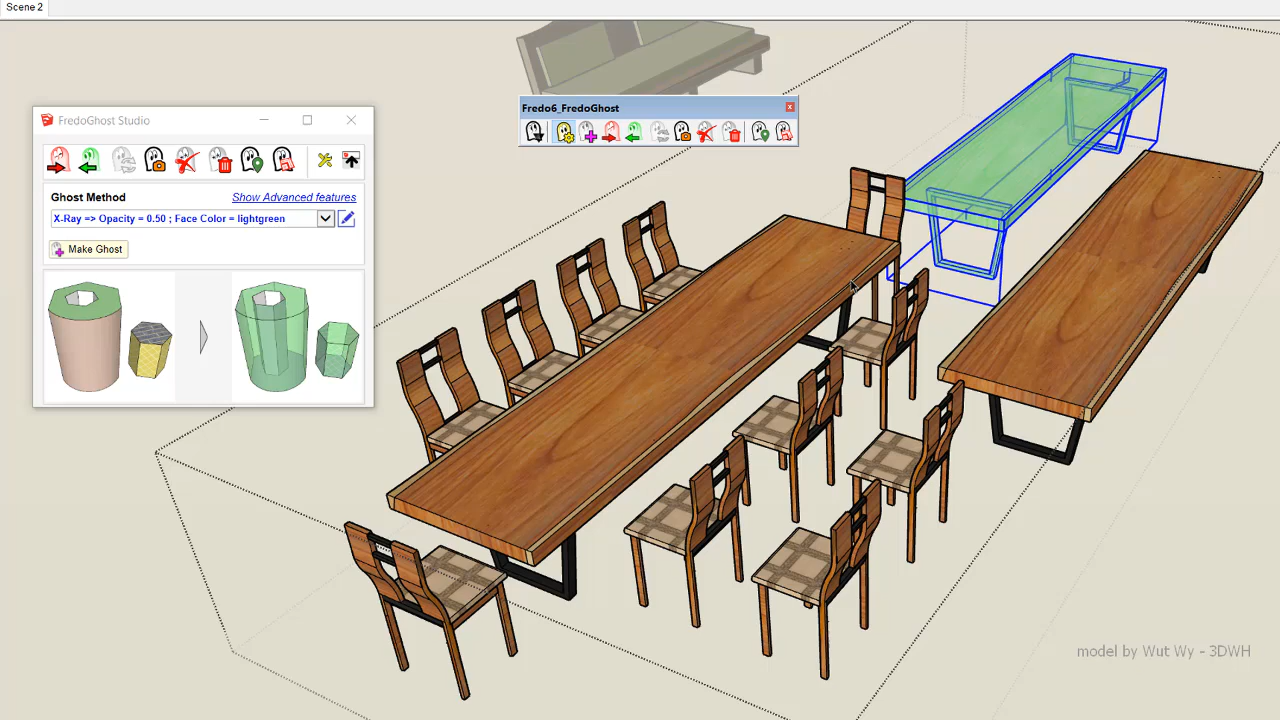 Scene 2
Fredo6_FredoGhost
FredoGhost Studio
Ghost Method
Show Advanced features
X-Ray => Opacity = 0.50 ; Face Color = lightgreen
Make Ghost
model by Wut Wy - 3DWH